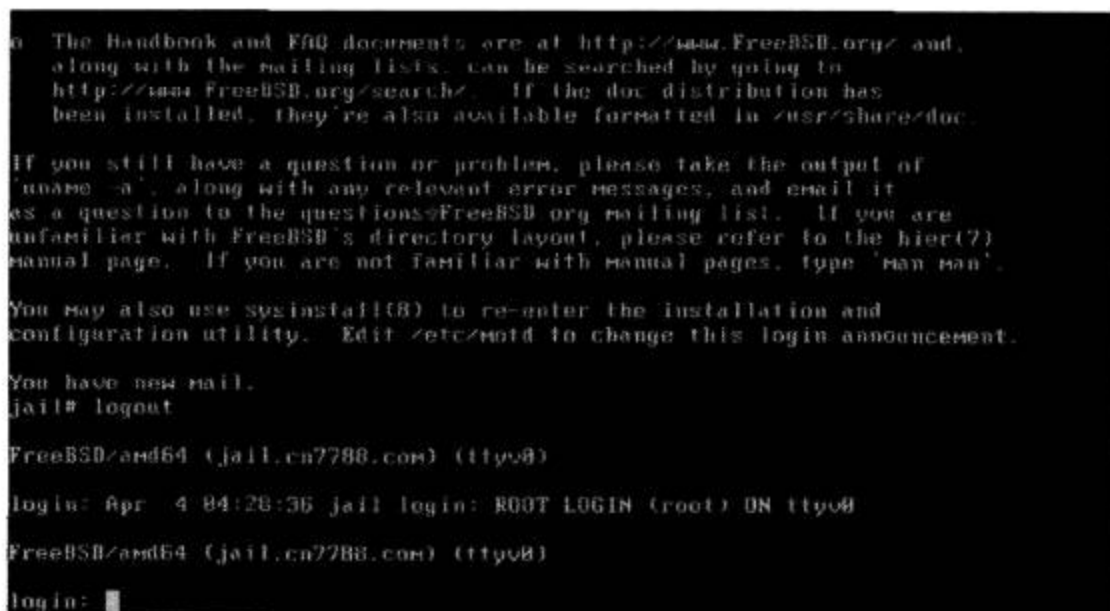 o  The Handbook and FAQ documents are at http://www.FreeBSD.org/ and,
along with the mailing lists, can be searched by going to
http://www.FreeBSD.org/search/.  If the doc distribution has
been installed, they're also available formatted in /usr/share/doc.
If you still have a question or problem, please take the output of
'uname -a', along with any relevant error messages, and email it
as a question to the questions@FreeBSD.org mailing list.  If you are
unfamiliar with FreeBSD's directory layout, please refer to the hier(7)
manual page.  If you are not familiar with manual pages, type 'man man'.
You may also use sysinstall(8) to re-enter the installation and
configuration utility.  Edit /etc/motd to change this login announcement.
You have new mail.
jail# logout
FreeBSD/amd64 (jail.cn7788.com) (ttyv0)
login: Apr  4 04:28:36 jail login: ROOT LOGIN (root) ON ttyv0
FreeBSD/amd64 (jail.cn7788.com) (ttyv0)
login: